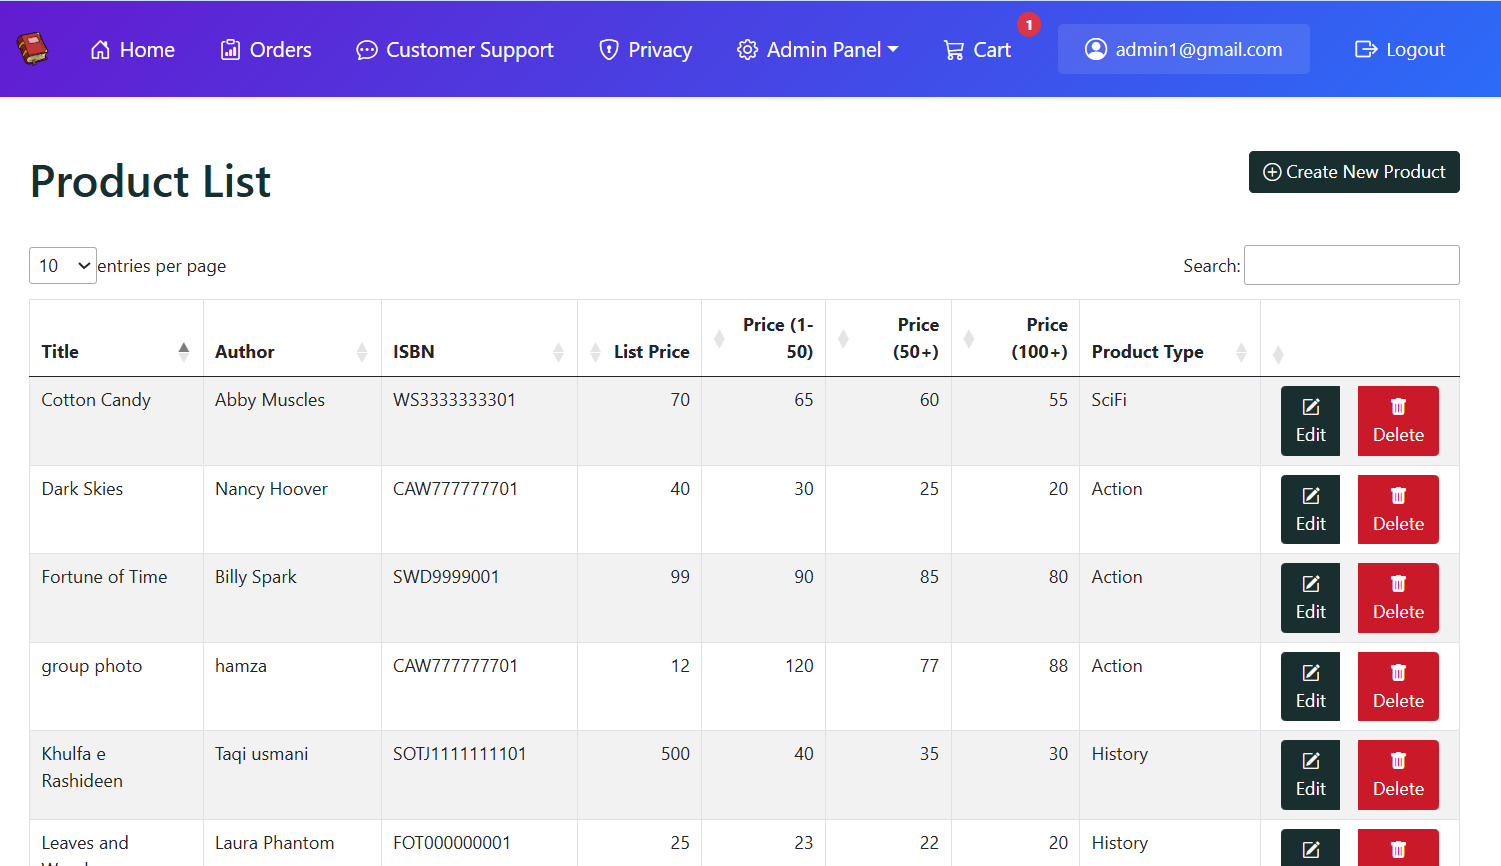 Home Orders Customer Support Privacy Admin Panel Cart 1 admin1@gmail.com Logout
Product List
Create New Product
10 entries per page
Search:
Title Author ISBN List Price Price (1-50) Price (50+) Price (100+) Product Type
Cotton Candy Abby Muscles WS3333333301 70 65 60 55 SciFi Edit Delete
Dark Skies Nancy Hoover CAW777777701 40 30 25 20 Action Edit Delete
Fortune of Time Billy Spark SWD9999001 99 90 85 80 Action Edit Delete
group photo hamza CAW777777701 12 120 77 88 Action Edit Delete
Khulfa e Rashideen Taqi usmani SOTJ1111111101 500 40 35 30 History Edit Delete
Leaves and Laura Phantom FOT000000001 25 23 22 20 History